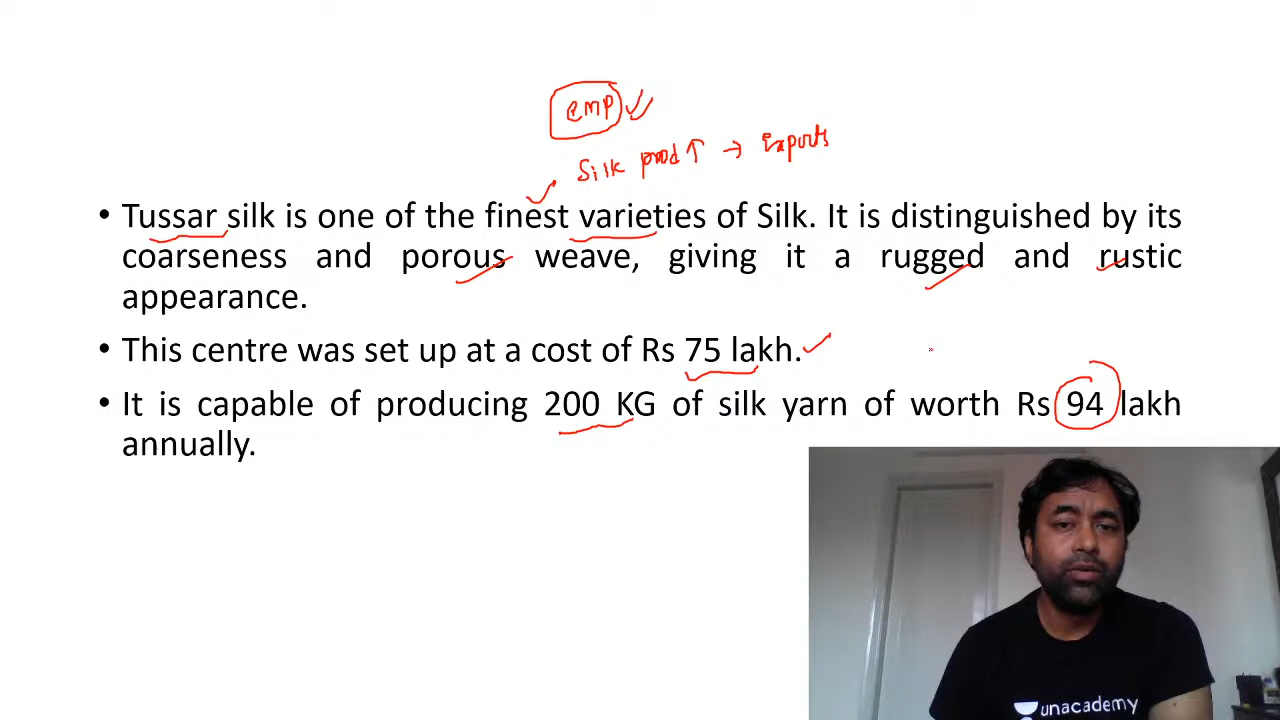 emp
Silk prod ↑ → Exports
• Tussar silk is one of the finest varieties of Silk. It is distinguished by its
coarseness and porous weave, giving it a rugged and rustic
appearance.
• This centre was set up at a cost of Rs 75 lakh.
• It is capable of producing 200 KG of silk yarn of worth Rs 94 lakh
annually.
unacademy